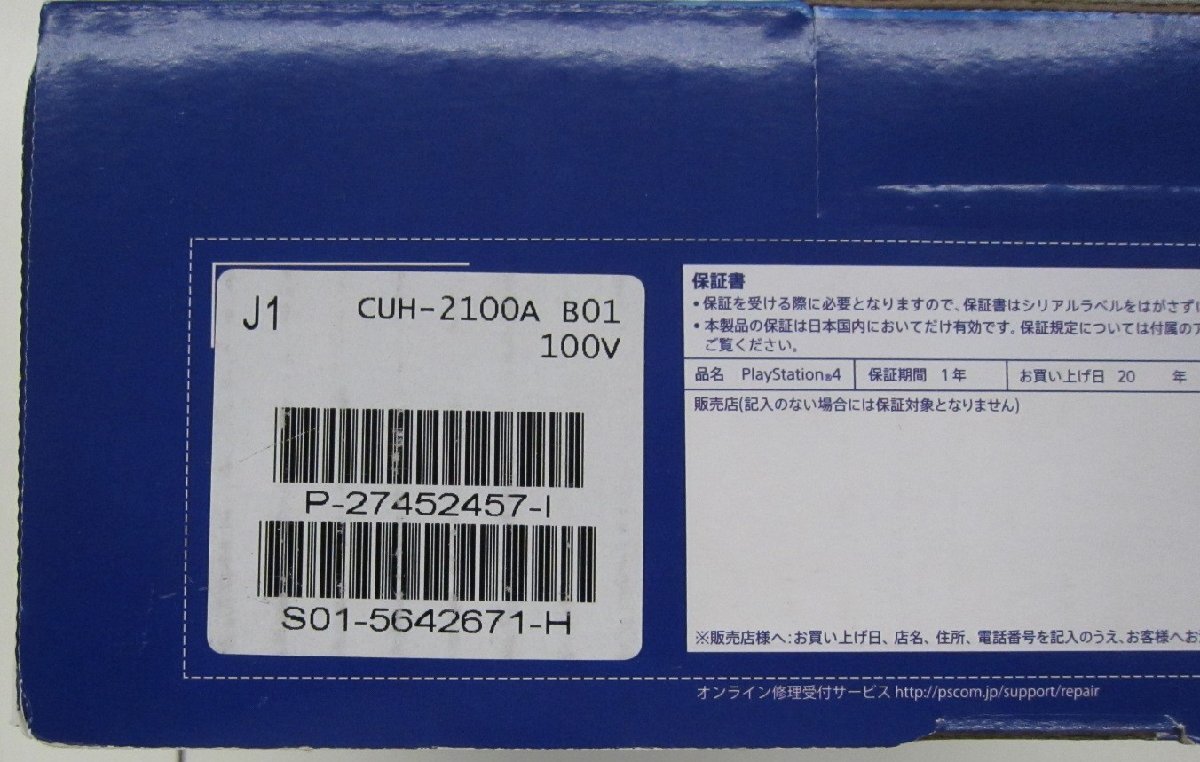 J1 CUH-2100A B01
100V
P-27452457-I
S01-5642671-H
保証書
•保証を受ける際に必要となりますので、保証書はシリアルラベルをはがさず
•本製品の保証は日本国内においてだけ有効です。保証規定については付属の
ご覧ください。
品名 PlayStation®4 保証期間 1年 お買い上げ日 20 年
販売店(記入のない場合には保証対象となりません)
※販売店様へ:お買い上げ日、店名、住所、電話番号を記入のうえ、お客様へお
オンライン修理受付サービス http://pscom.jp/support/repair